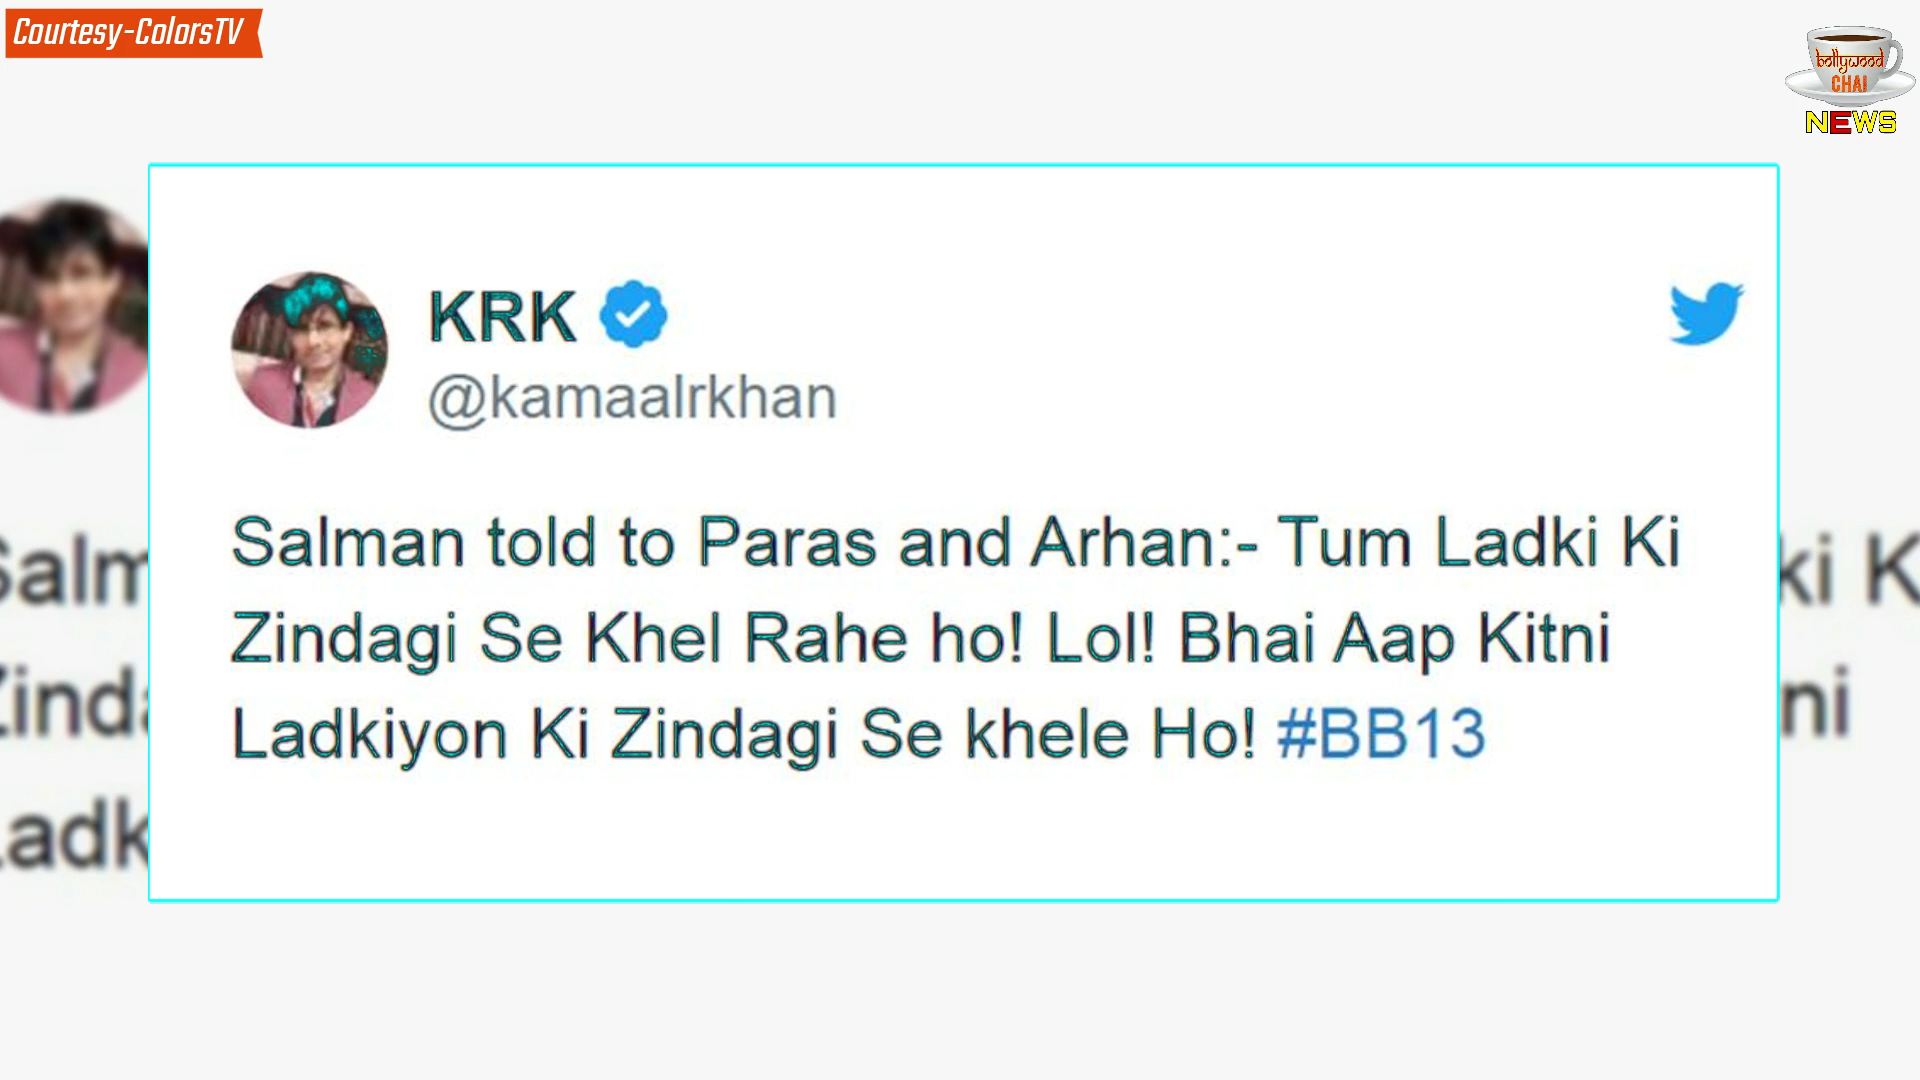 Courtesy-ColorsTV
bollywood
CHAI
NEWS
KRK
@kamaalrkhan
Salman told to Paras and Arhan:- Tum Ladki Ki
Zindagi Se Khel Rahe ho! Lol! Bhai Aap Kitni
Ladkiyon Ki Zindagi Se khele Ho! #BB13